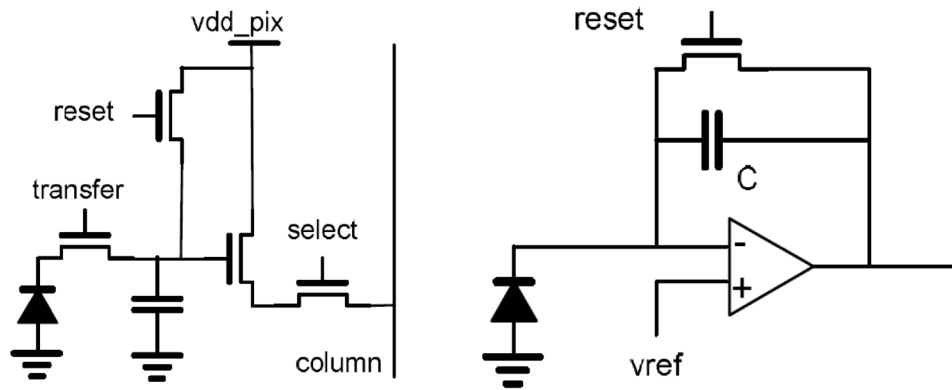 vdd_pix
reset
transfer
select
column
reset
C
-
+
vref